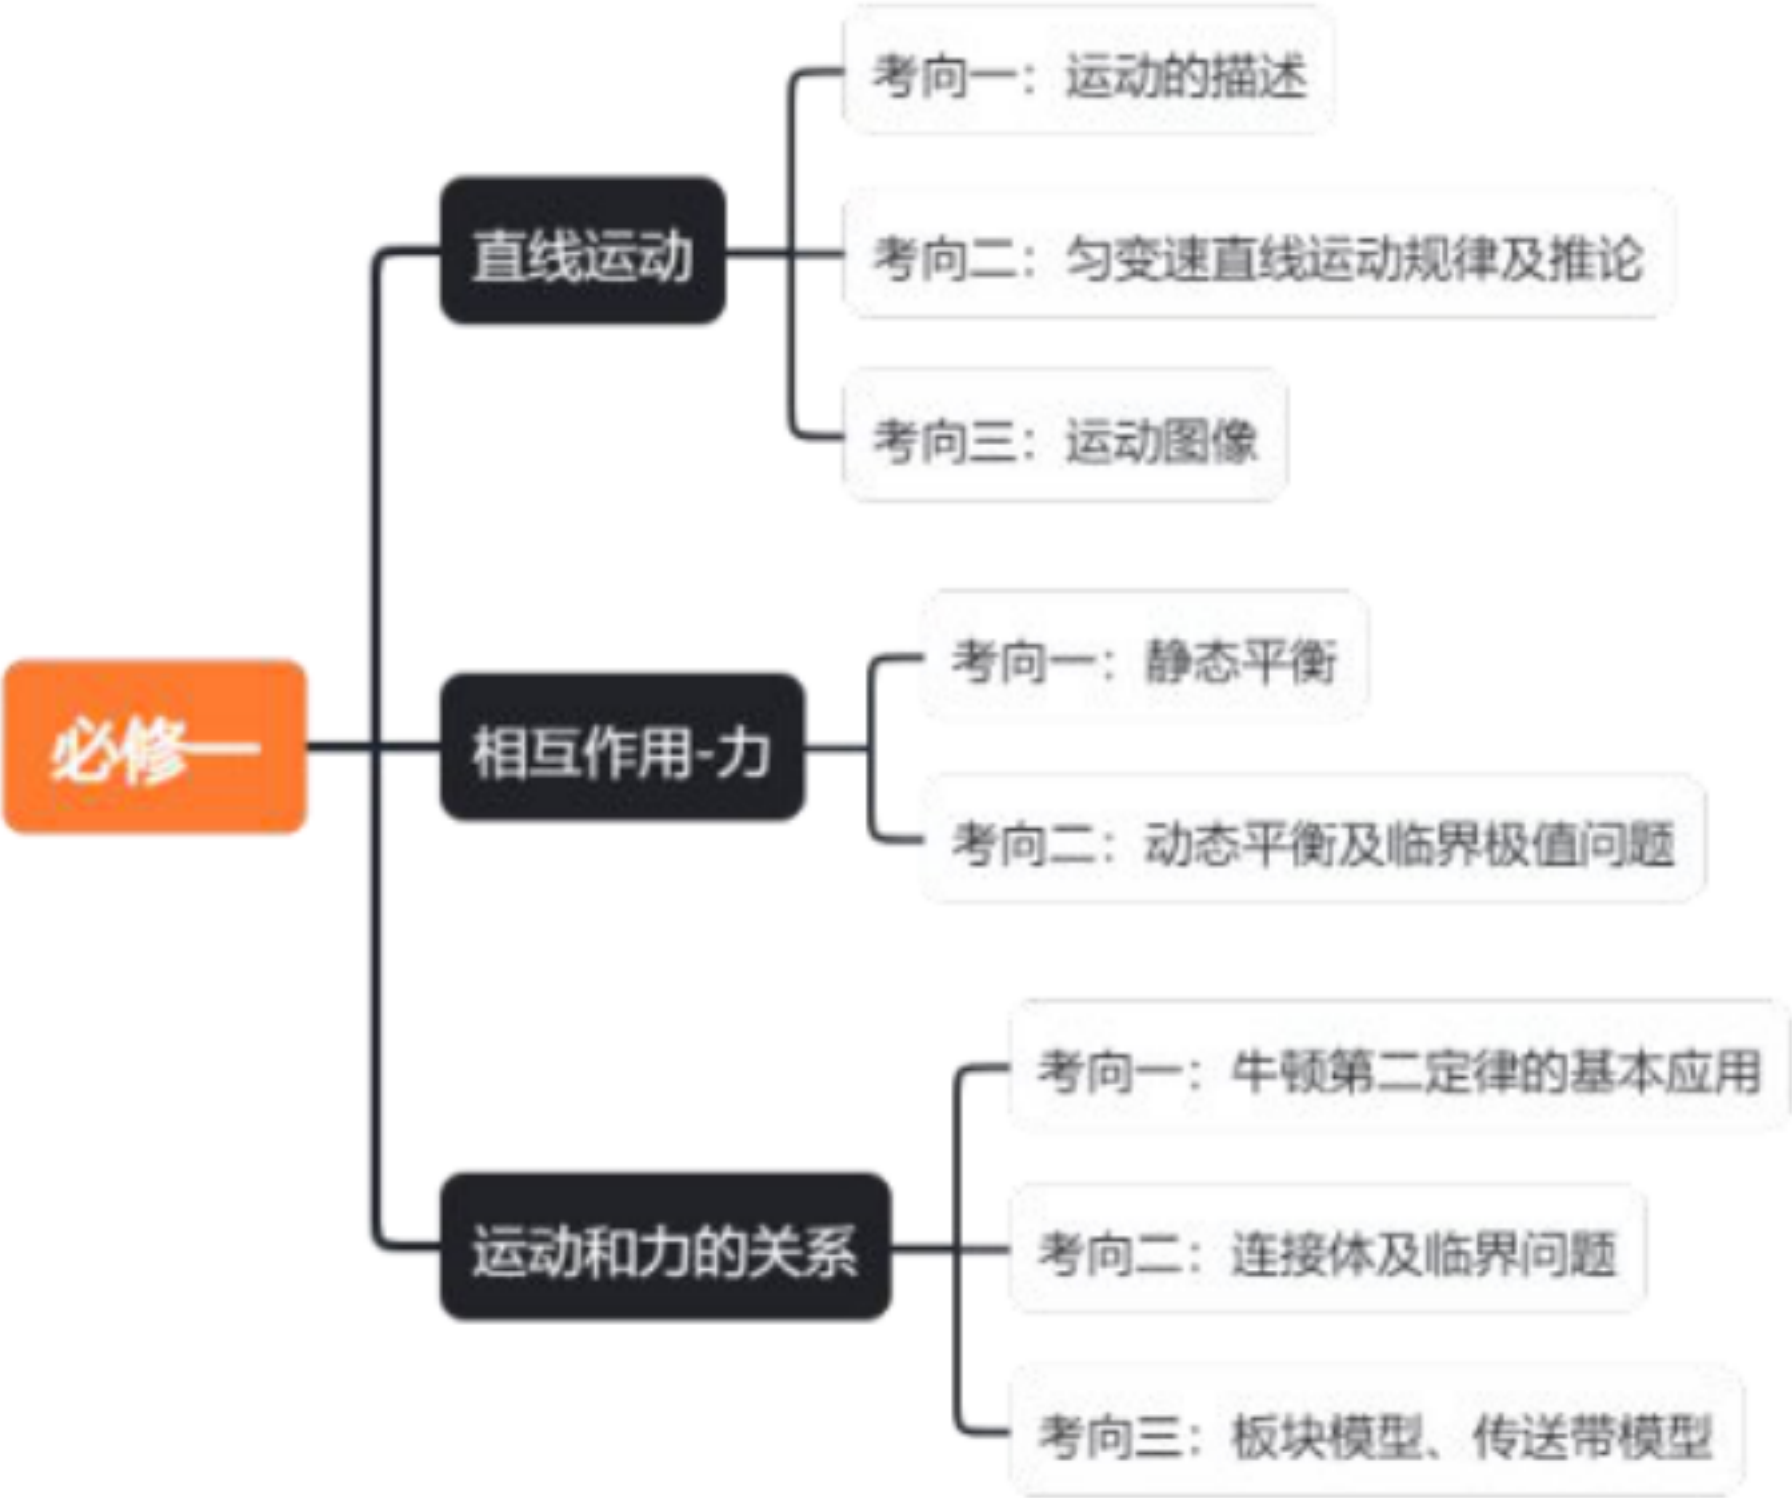 必修一
直线运动
考向一：运动的描述
考向二：匀变速直线运动规律及推论
考向三：运动图像
相互作用-力
考向一：静态平衡
考向二：动态平衡及临界极值问题
运动和力的关系
考向一：牛顿第二定律的基本应用
考向二：连接体及临界问题
考向三：板块模型、传送带模型